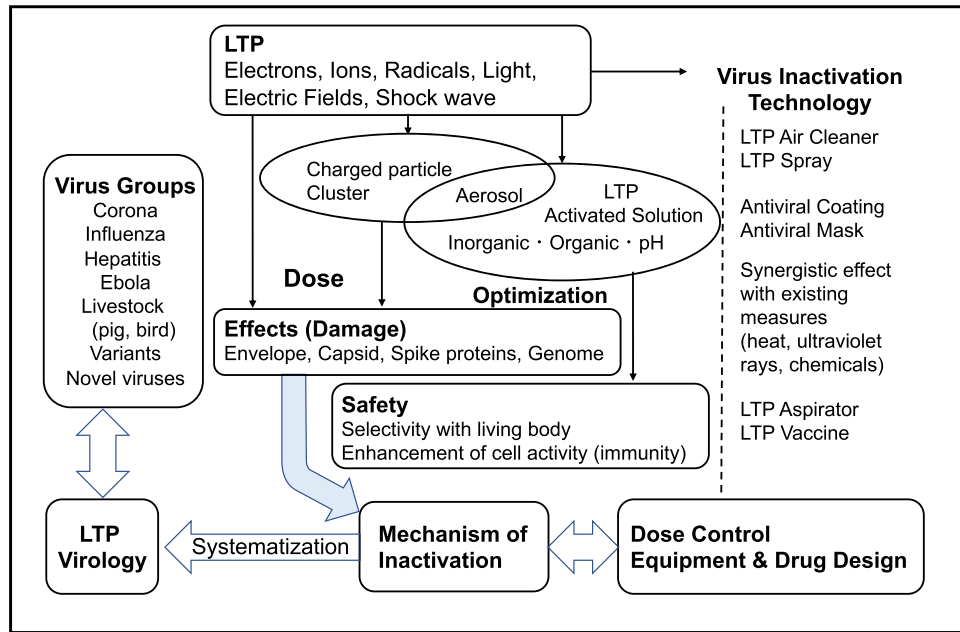 LTP
Electrons, Ions, Radicals, Light,
Electric Fields, Shock wave
Virus Inactivation
Technology
LTP Air Cleaner
LTP Spray
Antiviral Coating
Antiviral Mask
Synergistic effect
with existing
measures
(heat, ultraviolet
rays, chemicals)
LTP Aspirator
LTP Vaccine
Charged particle
Cluster
Aerosol
LTP
Activated Solution
Inorganic・Organic・pH
Virus Groups
Corona
Influenza
Hepatitis
Ebola
Livestock
(pig, bird)
Variants
Novel viruses
Dose
Optimization
Effects (Damage)
Envelope, Capsid, Spike proteins, Genome
Safety
Selectivity with living body
Enhancement of cell activity (immunity)
LTP
Virology
Systematization
Mechanism of
Inactivation
Dose Control
Equipment & Drug Design